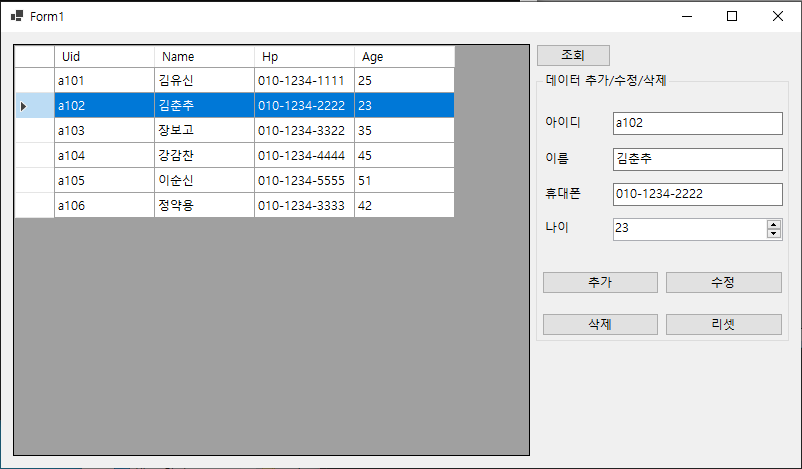 Form1
Uid Name Hp Age
a101 김유신 010-1234-1111 25
a102 김춘추 010-1234-2222 23
a103 장보고 010-1234-3322 35
a104 강감찬 010-1234-4444 45
a105 이순신 010-1234-5555 51
a106 정약용 010-1234-3333 42
조회
데이터 추가/수정/삭제
아이디 a102
이름 김춘추
휴대폰 010-1234-2222
나이 23
추가 수정
삭제 리셋